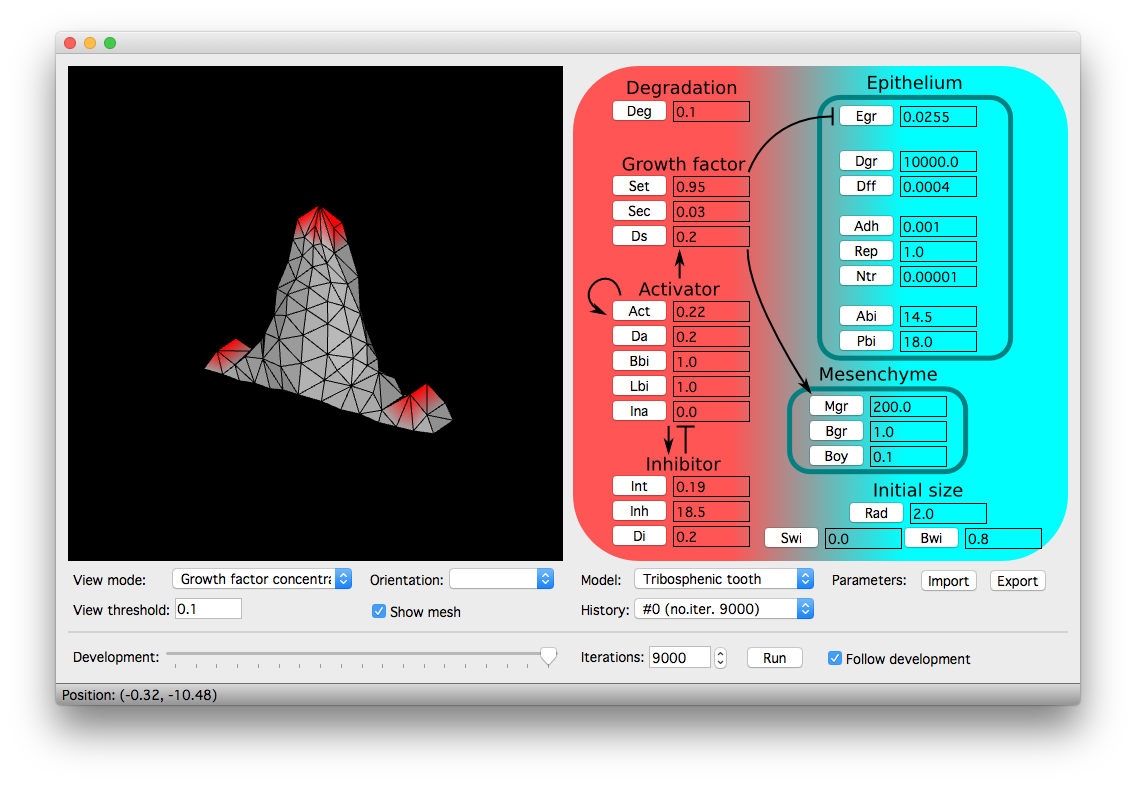 Degradation
Deg 0.1
Growth factor
Set 0.95
Sec 0.03
Ds 0.2
Activator
Act 0.22
Da 0.2
Bbi 1.0
Lbi 1.0
Ina 0.0
Inhibitor
Int 0.19
Inh 18.5
Di 0.2
Epithelium
Egr 0.0255
Dgr 10000.0
Dff 0.0004
Adh 0.001
Rep 1.0
Ntr 0.00001
Abi 14.5
Pbi 18.0
Mesenchyme
Mgr 200.0
Bgr 1.0
Boy 0.1
Initial size
Rad 2.0
Swi 0.0 Bwi 0.8
View mode: Growth factor concentra Orientation:
View threshold: 0.1 Show mesh
Model: Tribosphenic tooth Parameters: Import Export
History: #0 (no.iter. 9000)
Development: Iterations: 9000 Run Follow development
Position: (-0.32, -10.48)